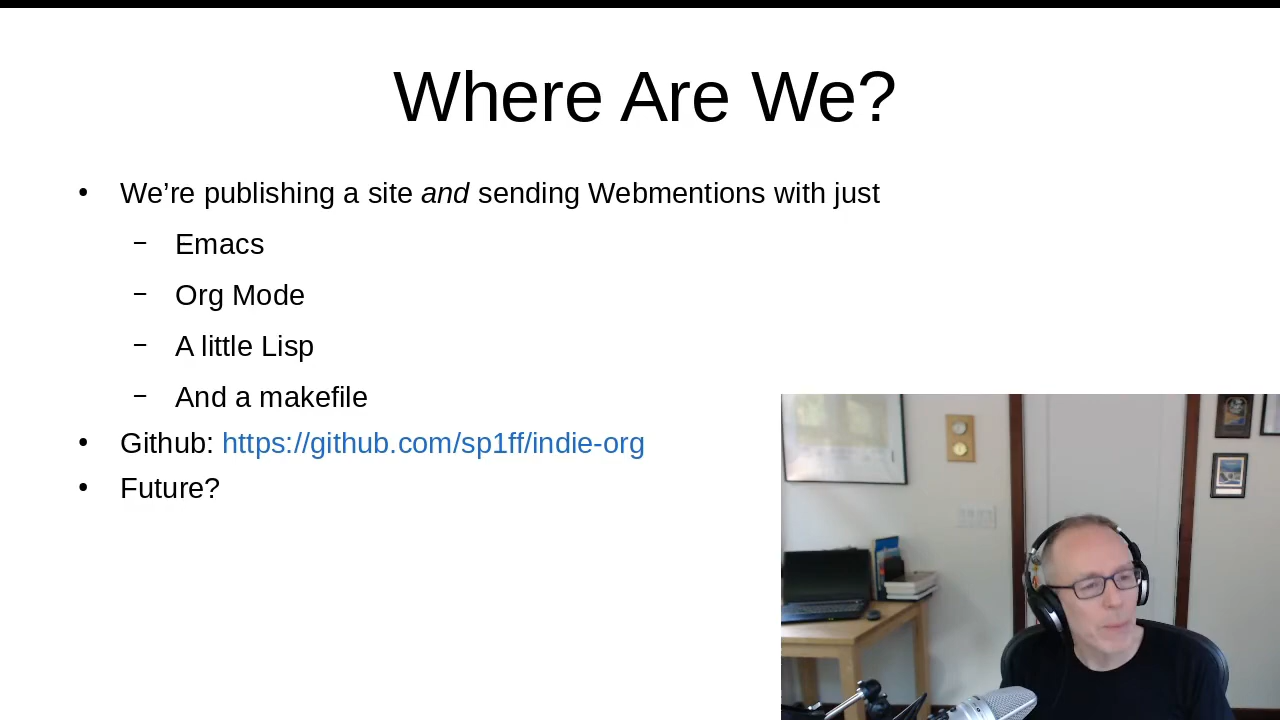 Where Are We?
• We’re publishing a site and sending Webmentions with just
– Emacs
– Org Mode
– A little Lisp
– And a makefile
• Github: https://github.com/sp1ff/indie-org
• Future?